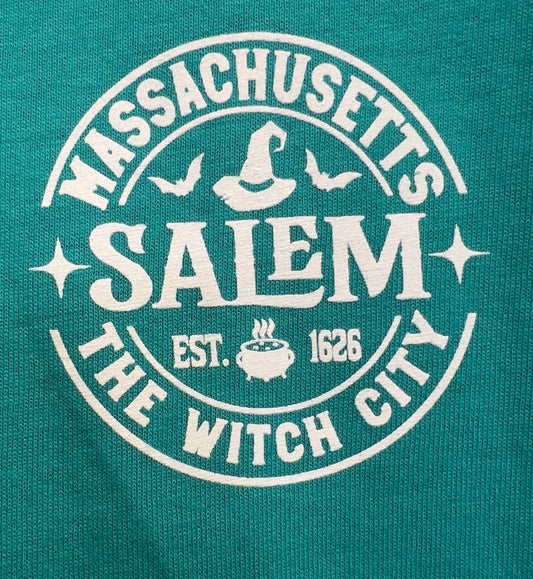 MASSACHUSETTS
SALEM
EST. 1626
THE WITCH CITY